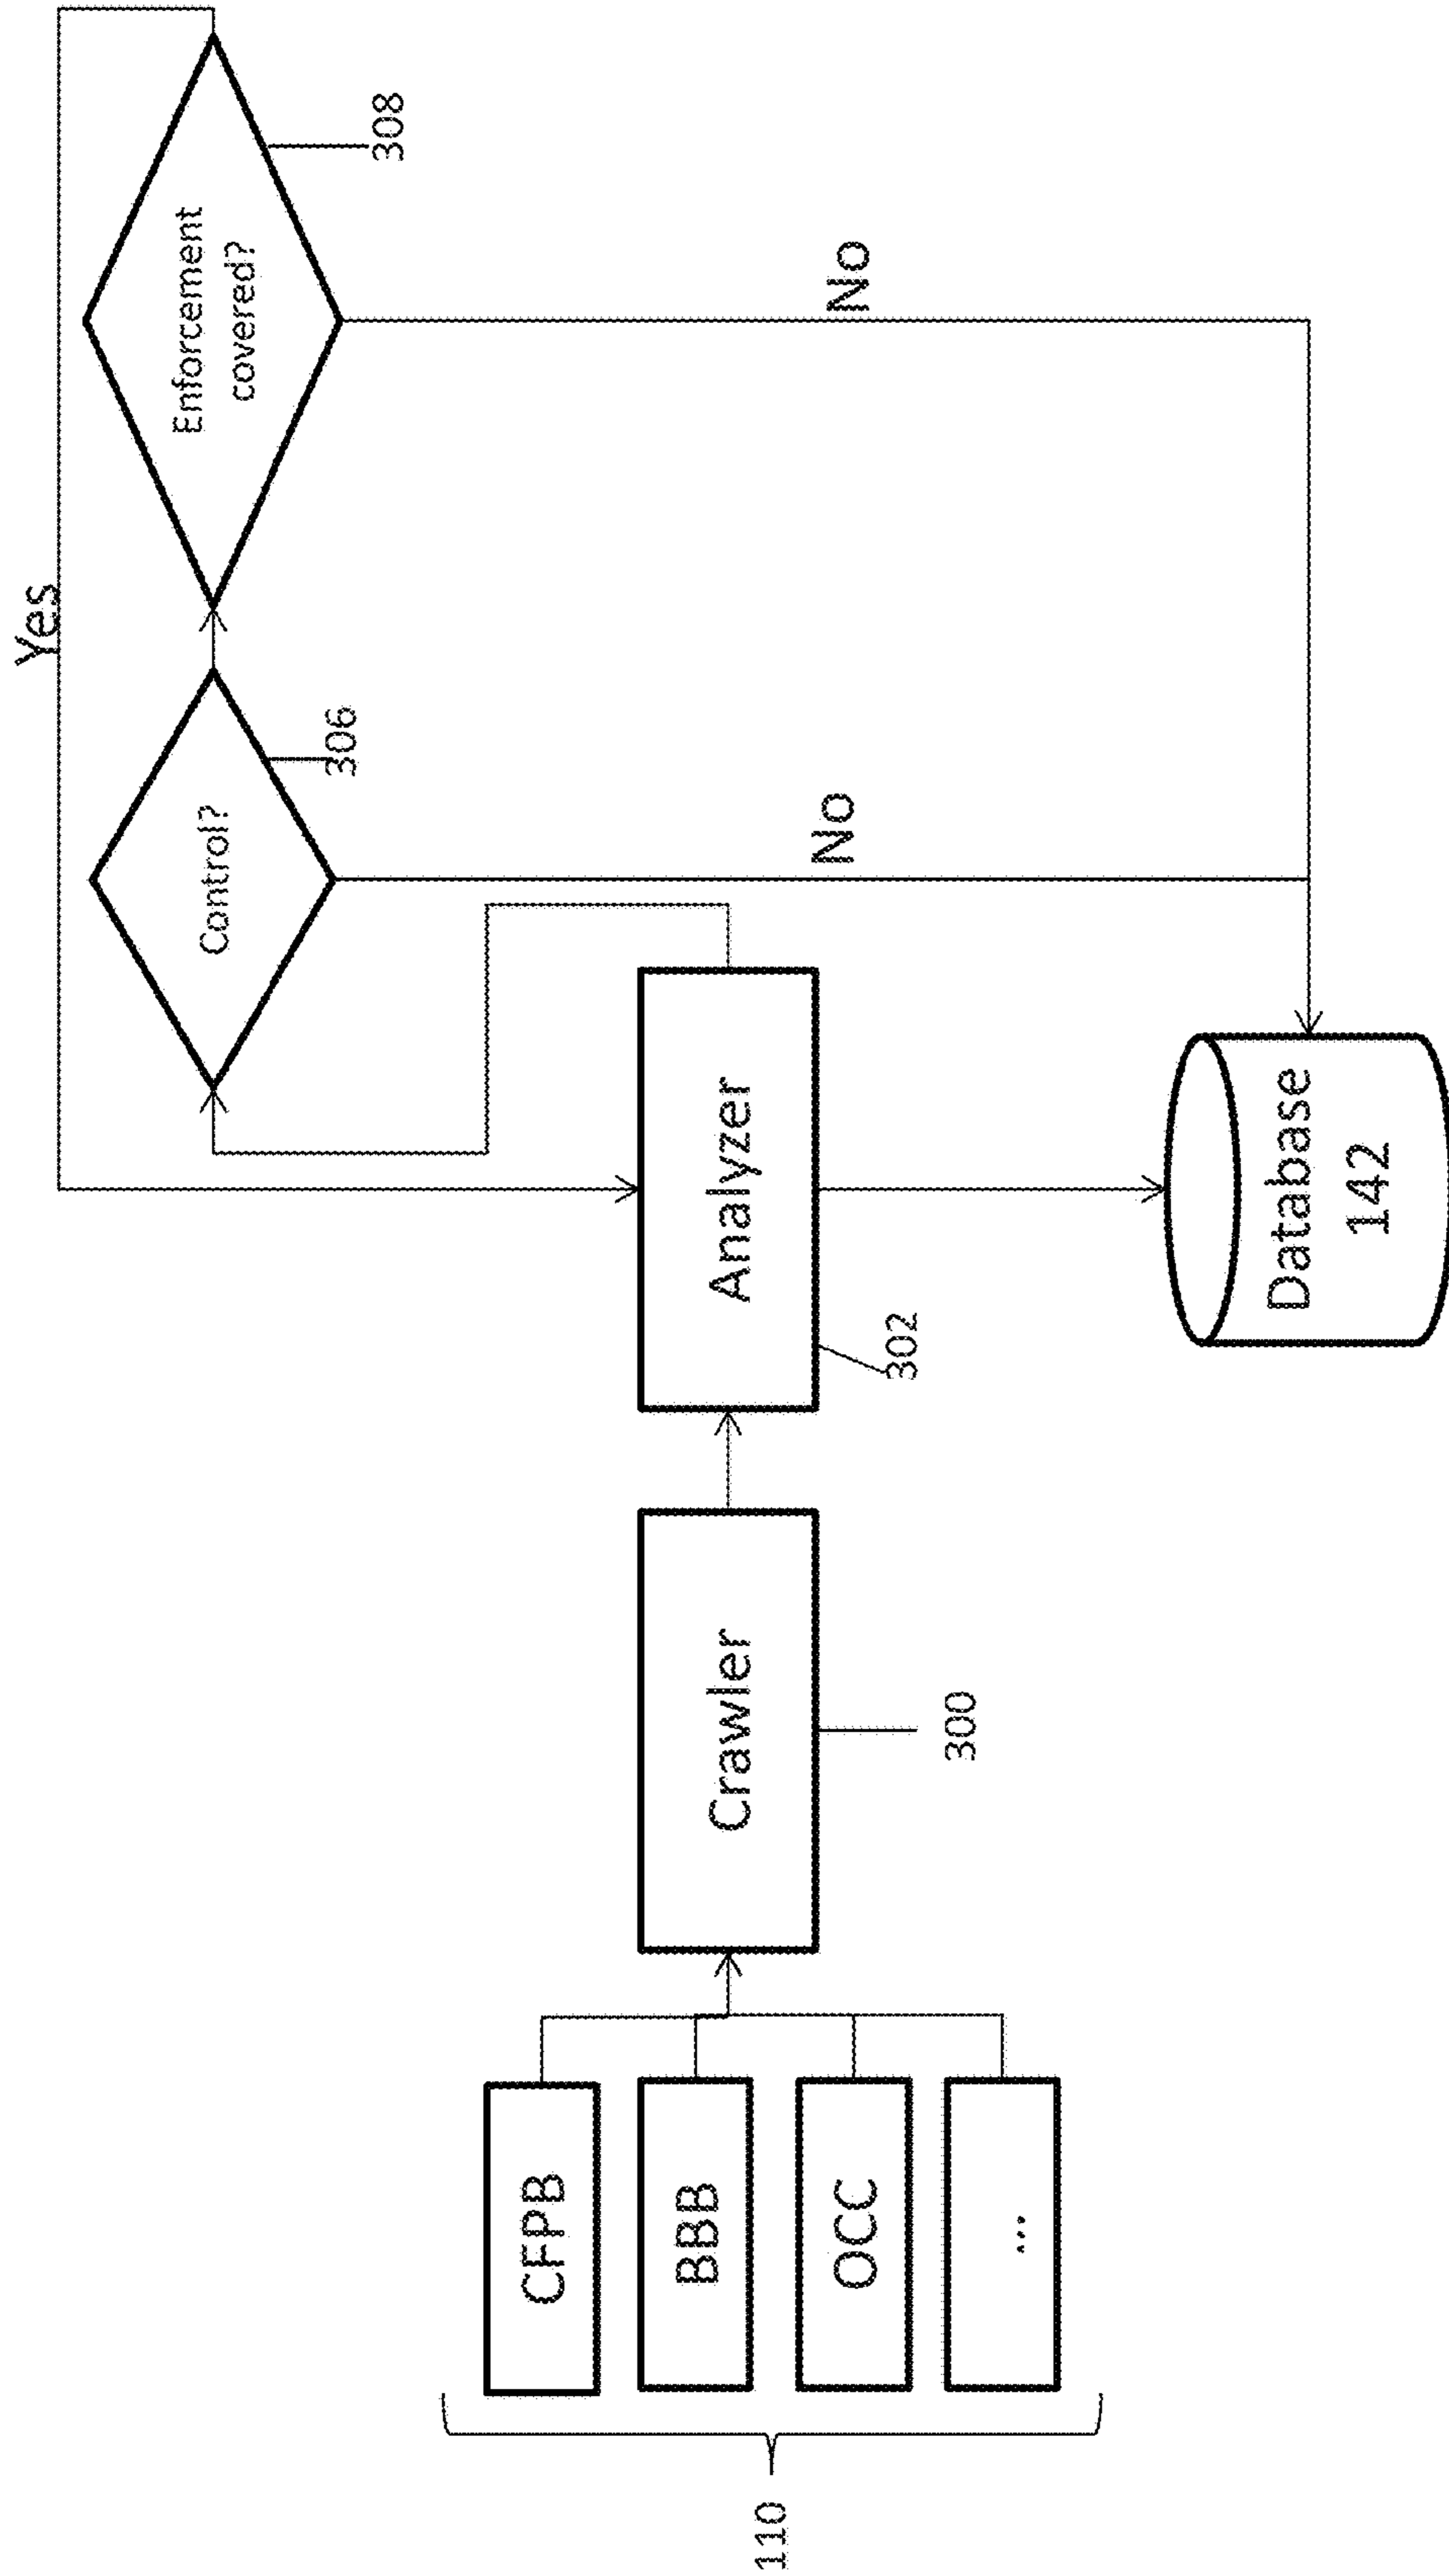 Yes
Control?
306
Enforcement
covered?
308
No
No
110
CFPB
BBB
OCC
...
Crawler
300
Analyzer
302
Database
142